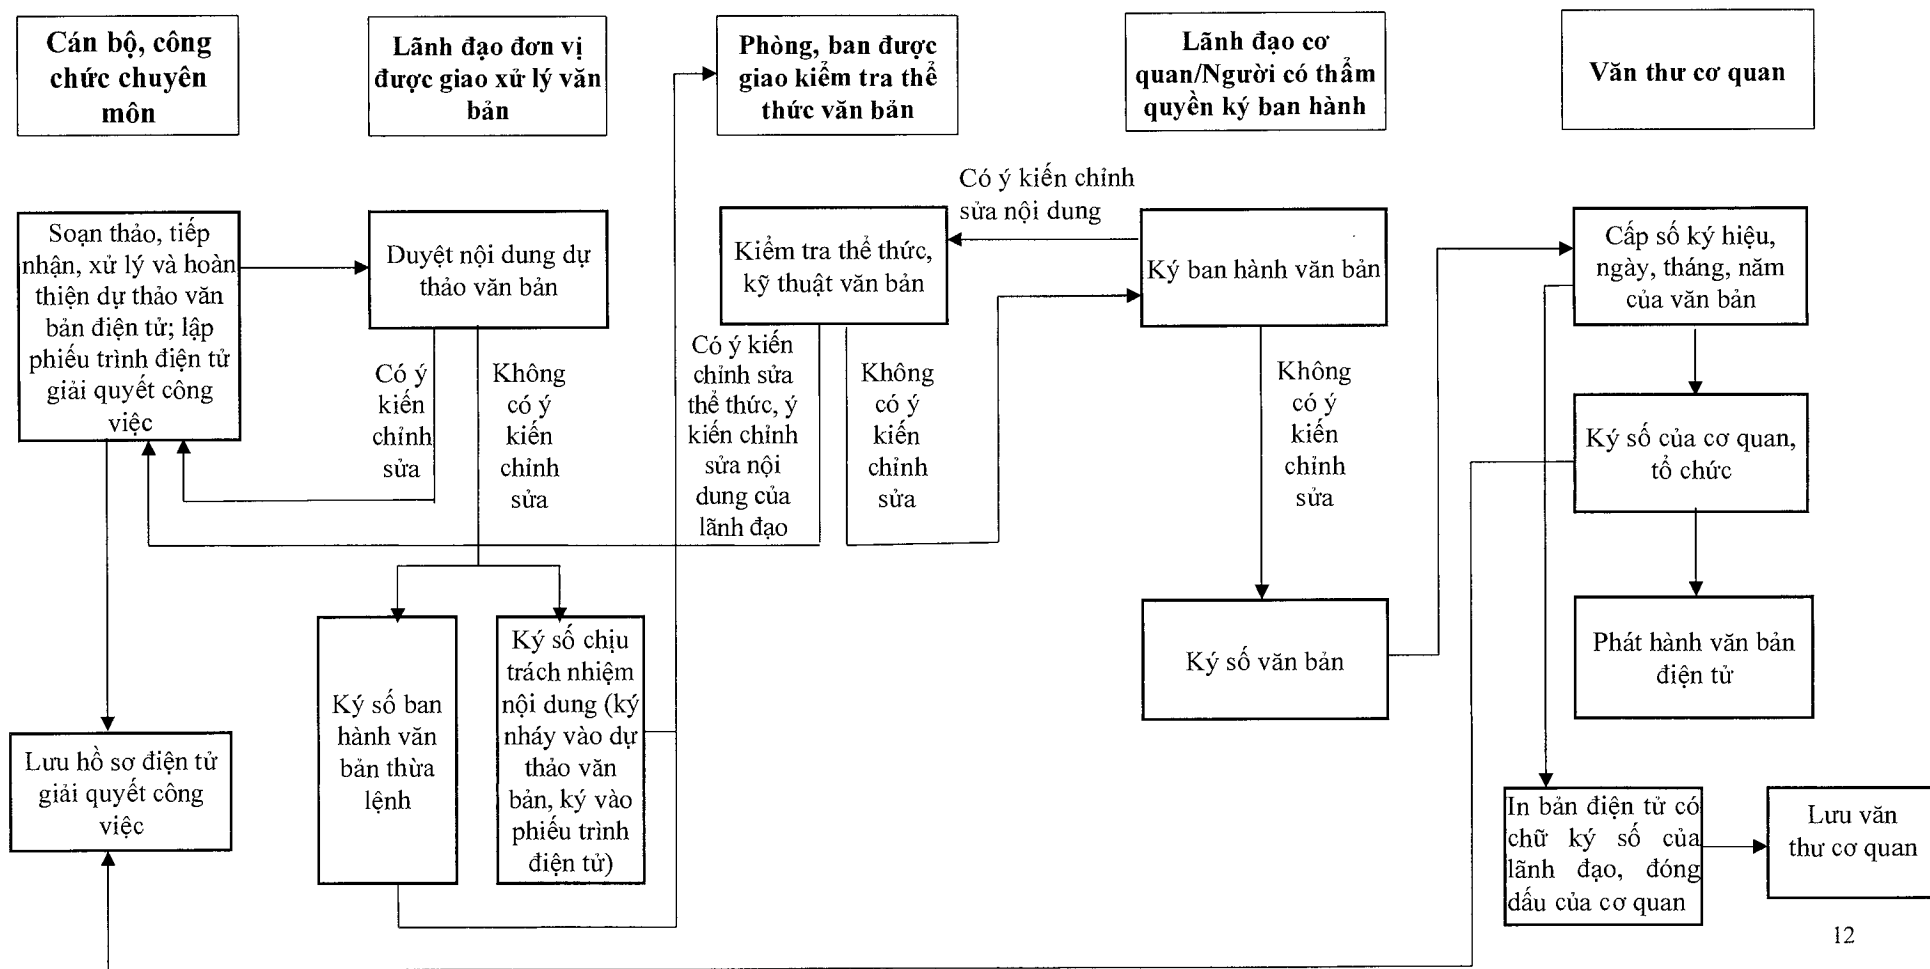 Cán bộ, công
chức chuyên
môn
Lãnh đạo đơn vị
được giao xử lý văn
bản
Phòng, ban được
giao kiểm tra thể
thức văn bản
Lãnh đạo cơ
quan/Người có thẩm
quyền ký ban hành
Văn thư cơ quan
Soạn thảo, tiếp
nhận, xử lý và hoàn
thiện dự thảo văn
bản điện tử; lập
phiếu trình điện tử
giải quyết công
việc
Duyệt nội dung dự
thảo văn bản
Kiểm tra thể thức,
kỹ thuật văn bản
Có ý kiến chỉnh
sửa nội dung
Ký ban hành văn bản
Cấp số ký hiệu,
ngày, tháng, năm
của văn bản
Có ý
kiến
chỉnh
sửa
Không
có ý
kiến
chỉnh
sửa
Có ý kiến
chỉnh sửa
thể thức, ý
kiến chỉnh
sửa nội
dung của
lãnh đạo
Không
có ý
kiến
chỉnh
sửa
Không
có ý
kiến
chỉnh
sửa
Ký số của cơ quan,
tổ chức
Ký số ban
hành văn
bản thừa
lệnh
Ký số chịu
trách nhiệm
nội dung (ký
nháy vào dự
thảo văn
bản, ký vào
phiếu trình
điện tử)
Ký số văn bản
Phát hành văn bản
điện tử
Lưu hồ sơ điện tử
giải quyết công
việc
In bản điện tử có
chữ ký số của
lãnh đạo, đóng
dấu của cơ quan
Lưu văn
thư cơ quan
12